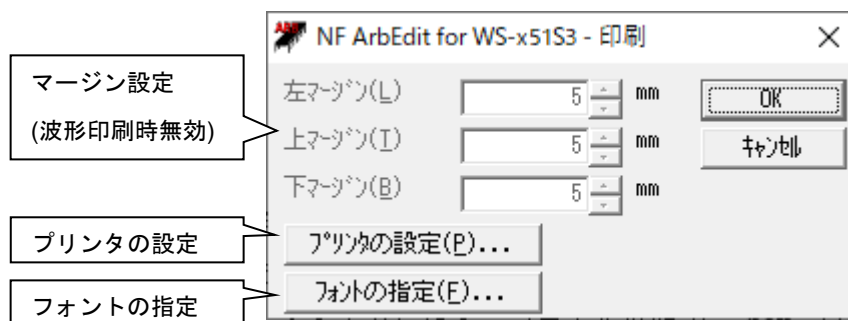 NF ArbEdit for WS-x51S3 - 印刷
マージン設定
(波形印刷時無効)
左ﾏｰｼﾞﾝ(L) 5 mm
OK
上ﾏｰｼﾞﾝ(T) 5 mm
ｷｬﾝｾﾙ
下ﾏｰｼﾞﾝ(B) 5 mm
プリンタの設定
ﾌﾟﾘﾝﾀの設定(P)...
フォントの指定
ﾌｫﾝﾄの指定(F)...